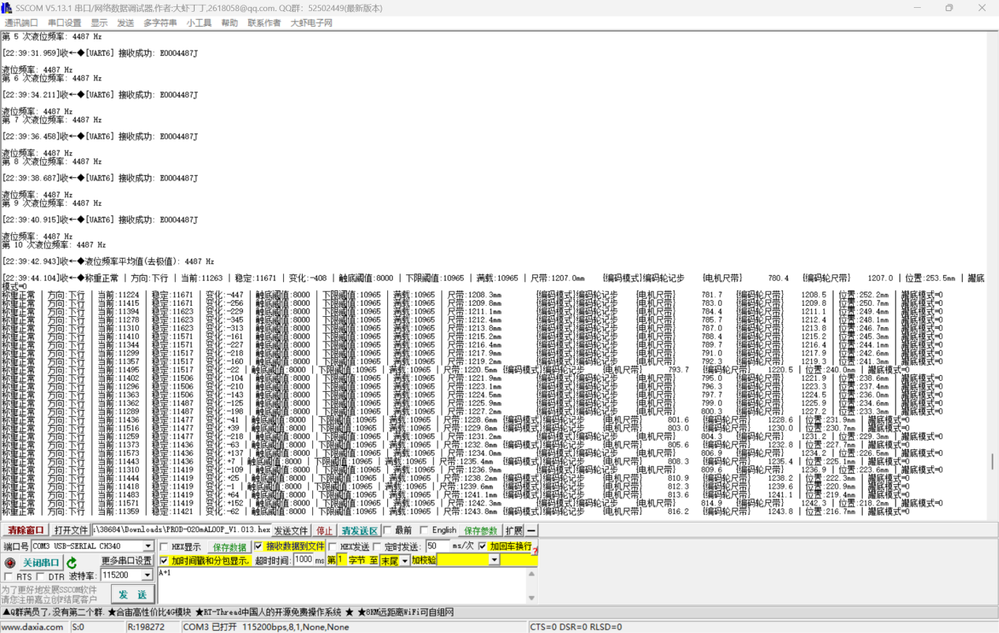 SSCOM V5.13.1 串口/网络数据调试器,作者:大虾丁丁,2618058@qq.com. QQ群: 52502449(最新版本)
通讯端口 串口设置 显示 发送 多字符串 小工具 帮助 联系作者 大虾电子网
第 5 次液位频率: 4487 Hz
[22:39:31.959]收←◆[UART6] 接收成功: E0004487J
液位频率: 4487 Hz
第 6 次液位频率: 4487 Hz
[22:39:34.211]收←◆[UART6] 接收成功: E0004487J
液位频率: 4487 Hz
第 7 次液位频率: 4487 Hz
[22:39:36.458]收←◆[UART6] 接收成功: E0004487J
液位频率: 4487 Hz
第 8 次液位频率: 4487 Hz
[22:39:38.687]收←◆[UART6] 接收成功: E0004487J
液位频率: 4487 Hz
第 9 次液位频率: 4487 Hz
[22:39:40.915]收←◆[UART6] 接收成功: E0004487J
液位频率: 4487 Hz
第 10 次液位频率: 4487 Hz
[22:39:42.943]收←◆液位频率平均值(去极值): 4487 Hz
[22:39:44.104]收←◆称重正常 | 方向:下行 | 当前:11263 | 稳定:11671 | 变化:-408 | 触底阈值:8000 | 下限阈值:10965 | 满载:10965 | 尺带:1207.0mm {编码模式}编码轮记步 {电机尺带} 780.4 {编码轮尺带} 1207.0 | 位置:253.5mm | 罐底
模式=0
称重正常 | 方向:下行 | 当前:11224 | 稳定:11671 | 变化:-447 | 触底阈值:8000 | 下限阈值:10965 | 满载:10965 | 尺带:1208.3mm {编码模式}编码轮记步 {电机尺带} 781.7 {编码轮尺带} 1208.5 | 位置:252.2mm | 罐底模式=0
称重正常 | 方向:下行 | 当前:11415 | 稳定:11671 | 变化:-256 | 触底阈值:8000 | 下限阈值:10965 | 满载:10965 | 尺带:1209.8mm {编码模式}编码轮记步 {电机尺带} 783.0 {编码轮尺带} 1209.8 | 位置:250.7mm | 罐底模式=0
称重正常 | 方向:下行 | 当前:11394 | 稳定:11623 | 变化:-229 | 触底阈值:8000 | 下限阈值:10965 | 满载:10965 | 尺带:1211.1mm {编码模式}编码轮记步 {电机尺带} 784.4 {编码轮尺带} 1211.1 | 位置:249.4mm | 罐底模式=0
称重正常 | 方向:下行 | 当前:11278 | 稳定:11623 | 变化:-345 | 触底阈值:8000 | 下限阈值:10965 | 满载:10965 | 尺带:1212.4mm {编码模式}编码轮记步 {电机尺带} 785.7 {编码轮尺带} 1212.4 | 位置:248.1mm | 罐底模式=0
称重正常 | 方向:下行 | 当前:11310 | 稳定:11623 | 变化:-313 | 触底阈值:8000 | 下限阈值:10965 | 满载:10965 | 尺带:1213.8mm {编码模式}编码轮记步 {电机尺带} 787.0 {编码轮尺带} 1213.8 | 位置:246.7mm | 罐底模式=0
称重正常 | 方向:下行 | 当前:11410 | 稳定:11571 | 变化:-161 | 触底阈值:8000 | 下限阈值:10965 | 满载:10965 | 尺带:1215.2mm {编码模式}编码轮记步 {电机尺带} 788.4 {编码轮尺带} 1215.2 | 位置:245.3mm | 罐底模式=0
称重正常 | 方向:下行 | 当前:11344 | 稳定:11571 | 变化:-227 | 触底阈值:8000 | 下限阈值:10965 | 满载:10965 | 尺带:1216.4mm {编码模式}编码轮记步 {电机尺带} 789.7 {编码轮尺带} 1216.4 | 位置:244.1mm | 罐底模式=0
称重正常 | 方向:下行 | 当前:11299 | 稳定:11517 | 变化:-218 | 触底阈值:8000 | 下限阈值:10965 | 满载:10965 | 尺带:1217.9mm {编码模式}编码轮记步 {电机尺带} 791.0 {编码轮尺带} 1217.9 | 位置:242.6mm | 罐底模式=0
称重正常 | 方向:下行 | 当前:11357 | 稳定:11517 | 变化:-160 | 触底阈值:8000 | 下限阈值:10965 | 满载:10965 | 尺带:1219.2mm {编码模式}编码轮记步 {电机尺带} 792.3 {编码轮尺带} 1219.3 | 位置:241.3mm | 罐底模式=0
称重正常 | 方向:下行 | 当前:11495 | 稳定:11517 | 变化:-22 | 触底阈值:8000 | 下限阈值:10965 | 满载:10965 | 尺带:1220.5mm {编码模式}编码轮记步 {电机尺带} 793.7 {编码轮尺带} 1220.5 | 位置:240.0mm | 罐底模式=0
称重正常 | 方向:下行 | 当前:11402 | 稳定:11506 | 变化:-104 | 触底阈值:8000 | 下限阈值:10965 | 满载:10965 | 尺带:1221.9mm {编码模式}编码轮记步 {电机尺带} 795.0 {编码轮尺带} 1221.9 | 位置:238.6mm | 罐底模式=0
称重正常 | 方向:下行 | 当前:11296 | 稳定:11506 | 变化:-210 | 触底阈值:8000 | 下限阈值:10965 | 满载:10965 | 尺带:1223.1mm {编码模式}编码轮记步 {电机尺带} 796.3 {编码轮尺带} 1223.3 | 位置:237.4mm | 罐底模式=0
称重正常 | 方向:下行 | 当前:11363 | 稳定:11506 | 变化:-143 | 触底阈值:8000 | 下限阈值:10965 | 满载:10965 | 尺带:1224.5mm {编码模式}编码轮记步 {电机尺带} 797.7 {编码轮尺带} 1224.5 | 位置:236.0mm | 罐底模式=0
称重正常 | 方向:下行 | 当前:11362 | 稳定:11487 | 变化:-125 | 触底阈值:8000 | 下限阈值:10965 | 满载:10965 | 尺带:1225.9mm {编码模式}编码轮记步 {电机尺带} 799.0 {编码轮尺带} 1225.9 | 位置:234.6mm | 罐底模式=0
称重正常 | 方向:下行 | 当前:11289 | 稳定:11487 | 变化:-198 | 触底阈值:8000 | 下限阈值:10965 | 满载:10965 | 尺带:1227.2mm {编码模式}编码轮记步 {电机尺带} 800.3 {编码轮尺带} 1227.2 | 位置:233.3mm | 罐底模式=0
称重正常 | 方向:下行 | 当前:11436 | 稳定:11477 | 变化:-41 | 触底阈值:8000 | 下限阈值:10965 | 满载:10965 | 尺带:1228.6mm {编码模式}编码轮记步 {电机尺带} 801.6 {编码轮尺带} 1228.6 | 位置:231.9mm | 罐底模式=0
称重正常 | 方向:下行 | 当前:11516 | 稳定:11477 | 变化:+39 | 触底阈值:8000 | 下限阈值:10965 | 满载:10965 | 尺带:1229.8mm {编码模式}编码轮记步 {电机尺带} 803.0 {编码轮尺带} 1230.0 | 位置:230.7mm | 罐底模式=0
称重正常 | 方向:下行 | 当前:11259 | 稳定:11477 | 变化:-218 | 触底阈值:8000 | 下限阈值:10965 | 满载:10965 | 尺带:1231.2mm {编码模式}编码轮记步 {电机尺带} 804.3 {编码轮尺带} 1231.2 | 位置:229.3mm | 罐底模式=0
称重正常 | 方向:下行 | 当前:11373 | 稳定:11436 | 变化:-63 | 触底阈值:8000 | 下限阈值:10965 | 满载:10965 | 尺带:1232.8mm {编码模式}编码轮记步 {电机尺带} 805.6 {编码轮尺带} 1232.8 | 位置:227.7mm | 罐底模式=0
称重正常 | 方向:下行 | 当前:11573 | 稳定:11436 | 变化:+137 | 触底阈值:8000 | 下限阈值:10965 | 满载:10965 | 尺带:1234.0mm {编码模式}编码轮记步 {电机尺带} 806.9 {编码轮尺带} 1234.2 | 位置:226.5mm | 罐底模式=0
称重正常 | 方向:下行 | 当前:11443 | 稳定:11436 | 变化:+7 | 触底阈值:8000 | 下限阈值:10965 | 满载:10965 | 尺带:1235.4mm {编码模式}编码轮记步 {电机尺带} 808.3 {编码轮尺带} 1235.4 | 位置:225.1mm | 罐底模式=0
称重正常 | 方向:下行 | 当前:11310 | 稳定:11419 | 变化:-109 | 触底阈值:8000 | 下限阈值:10965 | 满载:10965 | 尺带:1236.9mm {编码模式}编码轮记步 {电机尺带} 809.6 {编码轮尺带} 1236.9 | 位置:223.6mm | 罐底模式=0
称重正常 | 方向:下行 | 当前:11444 | 稳定:11419 | 变化:+25 | 触底阈值:8000 | 下限阈值:10965 | 满载:10965 | 尺带:1238.2mm {编码模式}编码轮记步 {电机尺带} 810.9 {编码轮尺带} 1238.2 | 位置:222.3mm | 罐底模式=0
称重正常 | 方向:下行 | 当前:11418 | 稳定:11419 | 变化:-1 | 触底阈值:8000 | 下限阈值:10965 | 满载:10965 | 尺带:1239.6mm {编码模式}编码轮记步 {电机尺带} 812.3 {编码轮尺带} 1239.6 | 位置:220.9mm | 罐底模式=0
称重正常 | 方向:下行 | 当前:11483 | 稳定:11419 | 变化:+64 | 触底阈值:8000 | 下限阈值:10965 | 满载:10965 | 尺带:1241.1mm {编码模式}编码轮记步 {电机尺带} 813.6 {编码轮尺带} 1241.1 | 位置:219.4mm | 罐底模式=0
称重正常 | 方向:下行 | 当前:11571 | 稳定:11419 | 变化:+152 | 触底阈值:8000 | 下限阈值:10965 | 满载:10965 | 尺带:1242.3mm {编码模式}编码轮记步 {电机尺带} 814.9 {编码轮尺带} 1242.3 | 位置:218.2mm | 罐底模式=0
称重正常 | 方向:下行 | 当前:11359 | 稳定:11421 | 变化:-62 | 触底阈值:8000 | 下限阈值:10965 | 满载:10965 | 尺带:1243.8mm {编码模式}编码轮记步 {电机尺带} 816.2 {编码轮尺带} 1243.8 | 位置:216.7mm | 罐底模式=0
清除窗口 打开文件 :\38684\Downloads\PROD-020mALOOP_V1.013.hex 发送文件 停止 清发送区 最前 English 保存参数 扩展 —
端口号 COM3 USB-SERIAL CH340 HEX显示 保存数据 接收数据到文件 HEX发送 定时发送: 50 ms/次 加回车换行
关闭串口 更多串口设置 加时间戳和分包显示, 超时时间: 1000 ms 第 1 字节 至 末尾 加校验
RTS DTR 波特率: 115200 A+1
为了更好地发展SSCOM软件
请您注册嘉立创F结尾客户 发 送
▲Q群满员了,没有第二个群. ★合宙高性价比4G模块 ★RT-Thread中国人的开源免费操作系统 ★ ★8KM远距离WiFi可自组网
www.daxia.com S:0 R:198272 COM3 已打开 115200bps,8,1,None,None CTS=0 DSR=0 RLSD=0